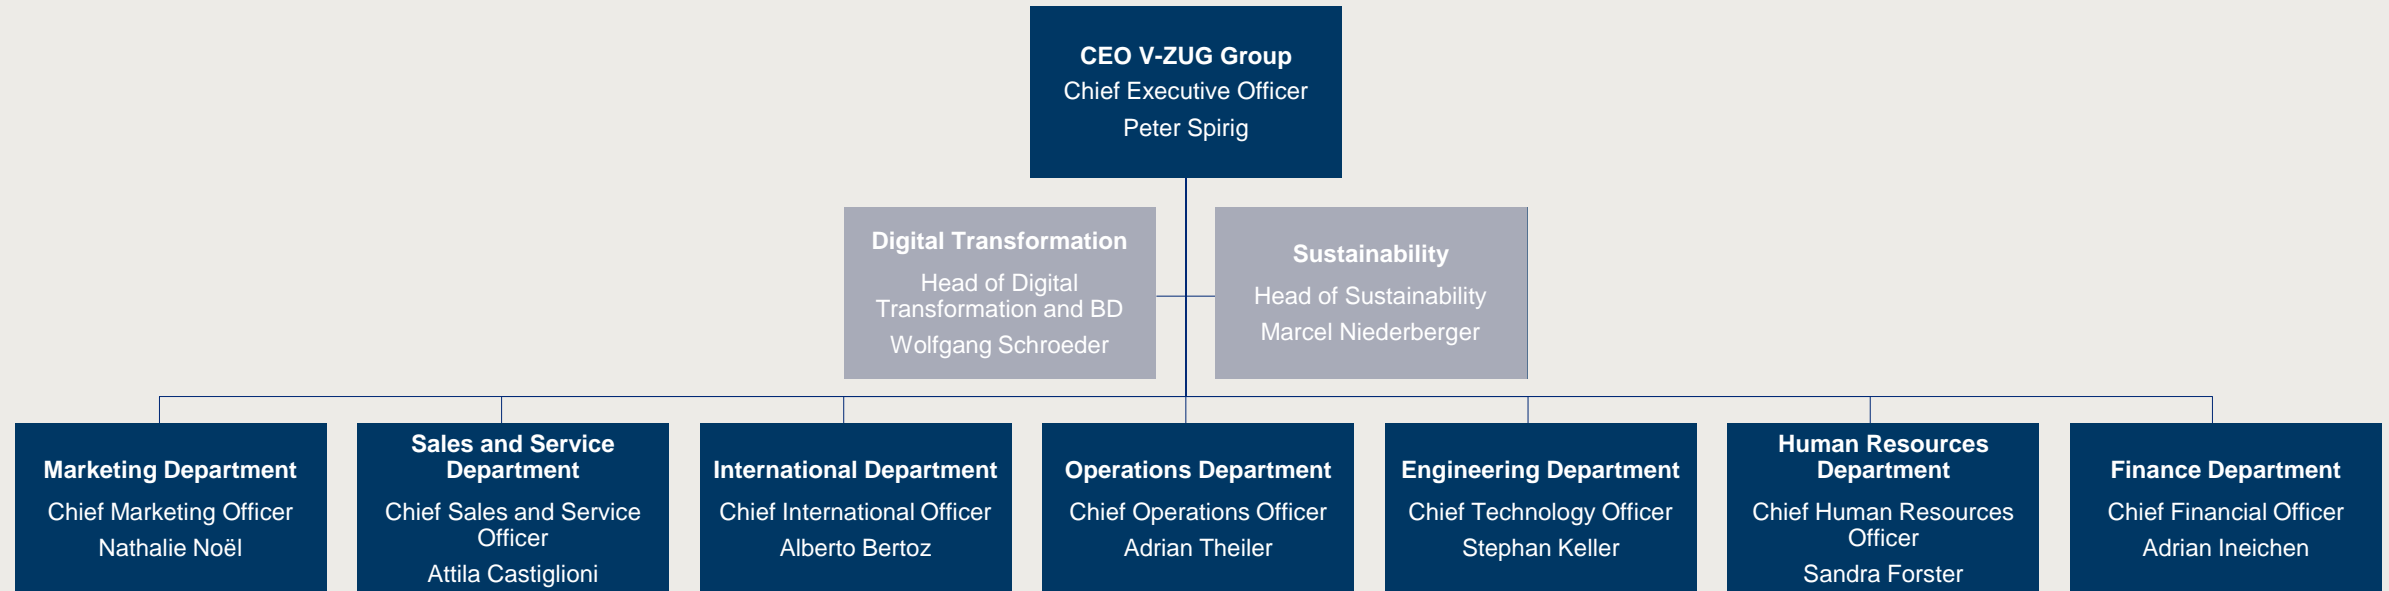 CEO V-ZUG Group
Chief Executive Officer
Peter Spirig
Digital Transformation
Head of Digital
Transformation and BD
Wolfgang Schroeder
Sustainability
Head of Sustainability
Marcel Niederberger
Marketing Department
Chief Marketing Officer
Nathalie Noël
Sales and Service
Department
Chief Sales and Service
Officer
Attila Castiglioni
International Department
Chief International Officer
Alberto Bertoz
Operations Department
Chief Operations Officer
Adrian Theiler
Engineering Department
Chief Technology Officer
Stephan Keller
Human Resources
Department
Chief Human Resources
Officer
Sandra Forster
Finance Department
Chief Financial Officer
Adrian Ineichen